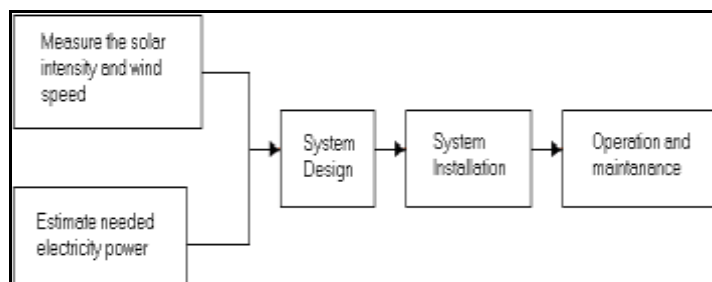 Measure the solar
intensity and wind
speed
Estimate needed
electricity power
System
Design
System
Installation
Operation and
maintanance